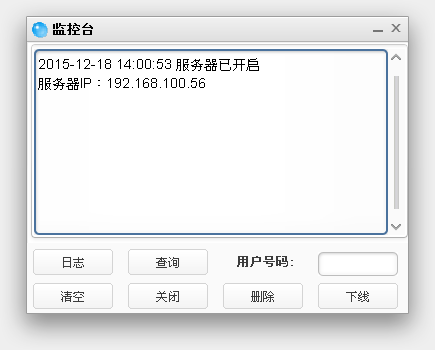 监控台
2015-12-18 14:00:53 服务器已开启
服务器IP：192.168.100.56
日志
查询
用户号码：
清空
关闭
删除
下线